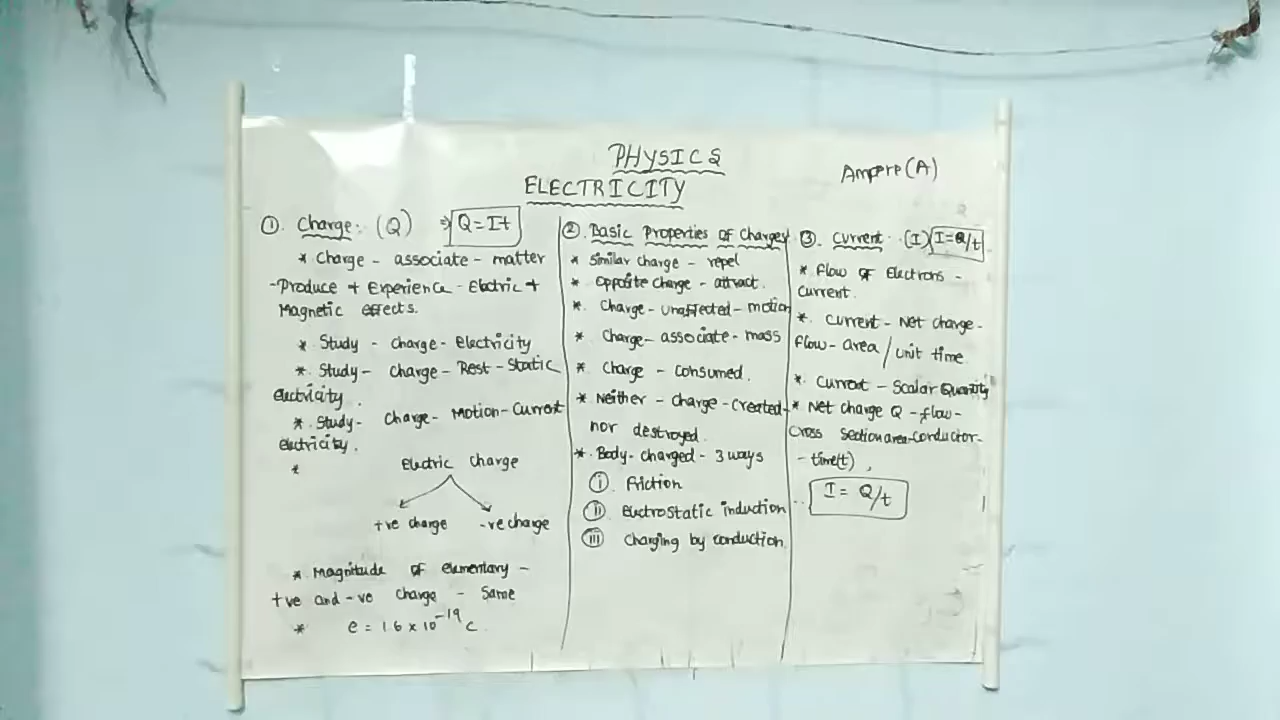 PHYSICS
ELECTRICITY
Ampere (A)
①. Charge: (Q) ⇒ Q = It
* Charge - associate - matter
-Produce + Experience - Electric +
Magnetic effects.
* Study - charge - Electricity
* Study - Charge - Rest - Static
electricity.
* Study - Charge - Motion - Current
electricity.
*
Electric charge
+ve charge -ve charge
* Magnitude of elementary -
+ve and -ve charge - Same
* e = 1.6 × 10⁻¹⁹ C.
②. Basic Properties of Charges
* Similar charge - repel
* Opposite charge - attract.
* Charge - unaffected - motion
* Charge - associate - mass
* Charge - consumed.
* Neither - charge - created-
nor destroyed.
* Body - charged - 3 ways
ⓘ Friction
ⓘⓘ Electrostatic induction
ⓘⓘⓘ Charging by conduction.
③. Current (I) I = Q/t
* Flow of Electrons -
current.
* Current - Net charge -
flow - area / unit time
* Current - Scalar Quantity
* Net charge Q - flow -
Cross section area - conductor -
- time(t),
I = Q/t